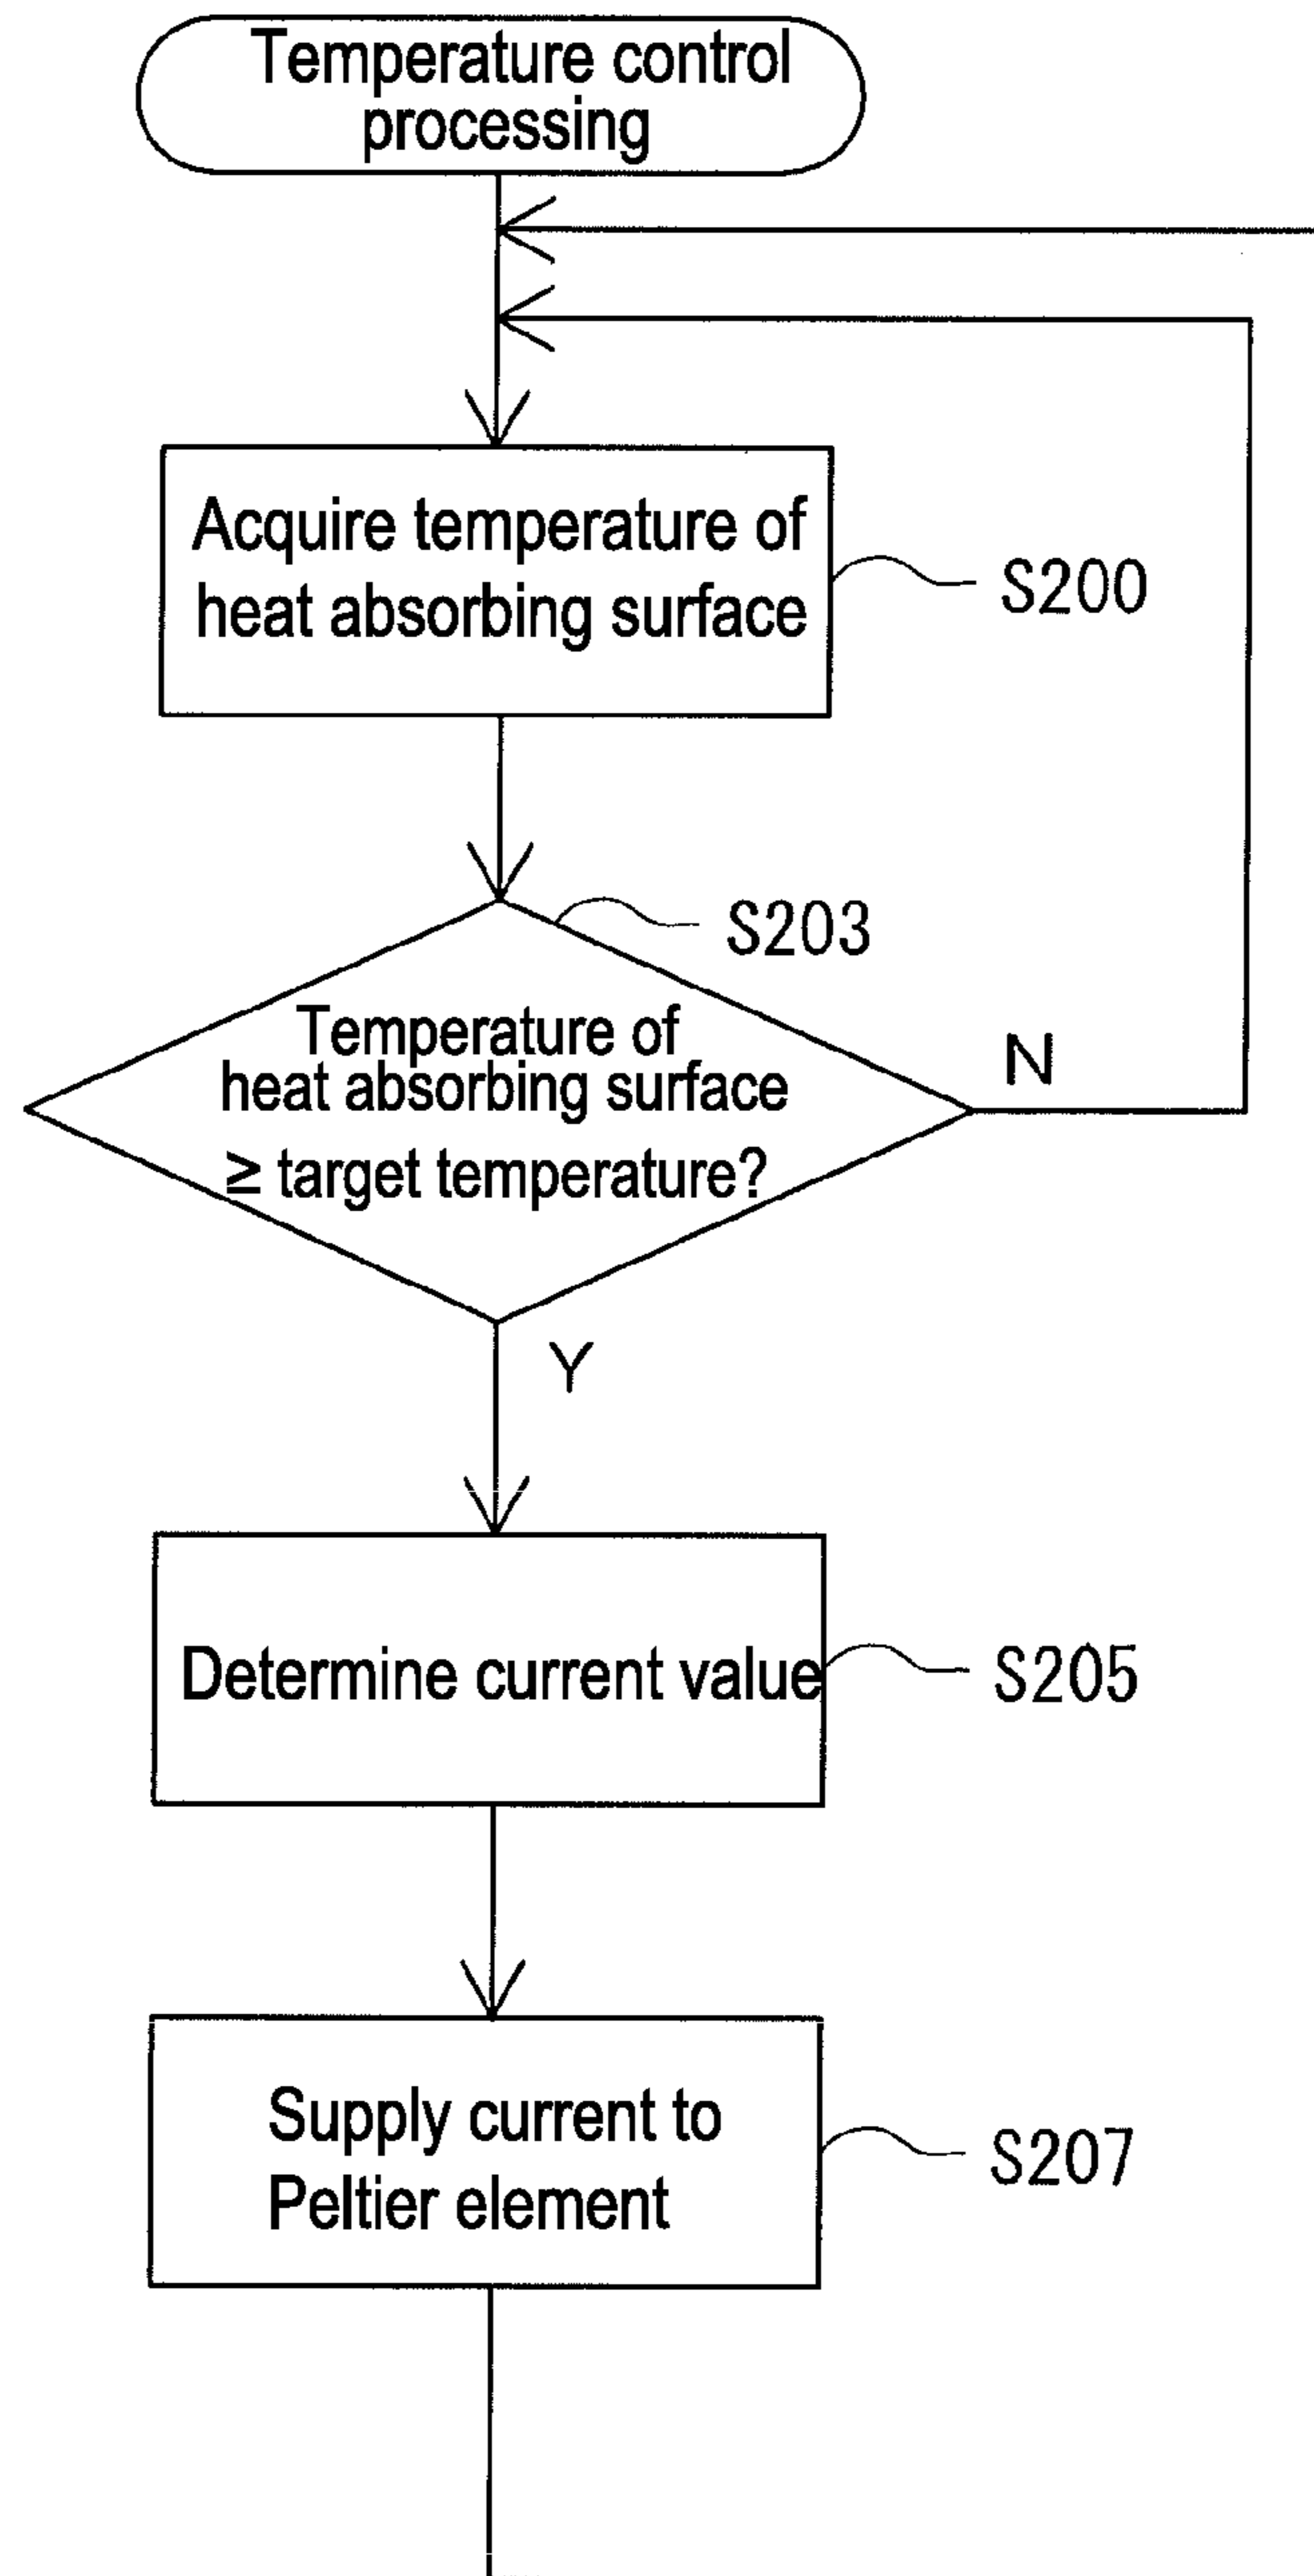 Temperature control
processing
Acquire temperature of
heat absorbing surface
S200
S203
Temperature of
heat absorbing surface
≥ target temperature?
N
Y
Determine current value
S205
Supply current to
Peltier element
S207